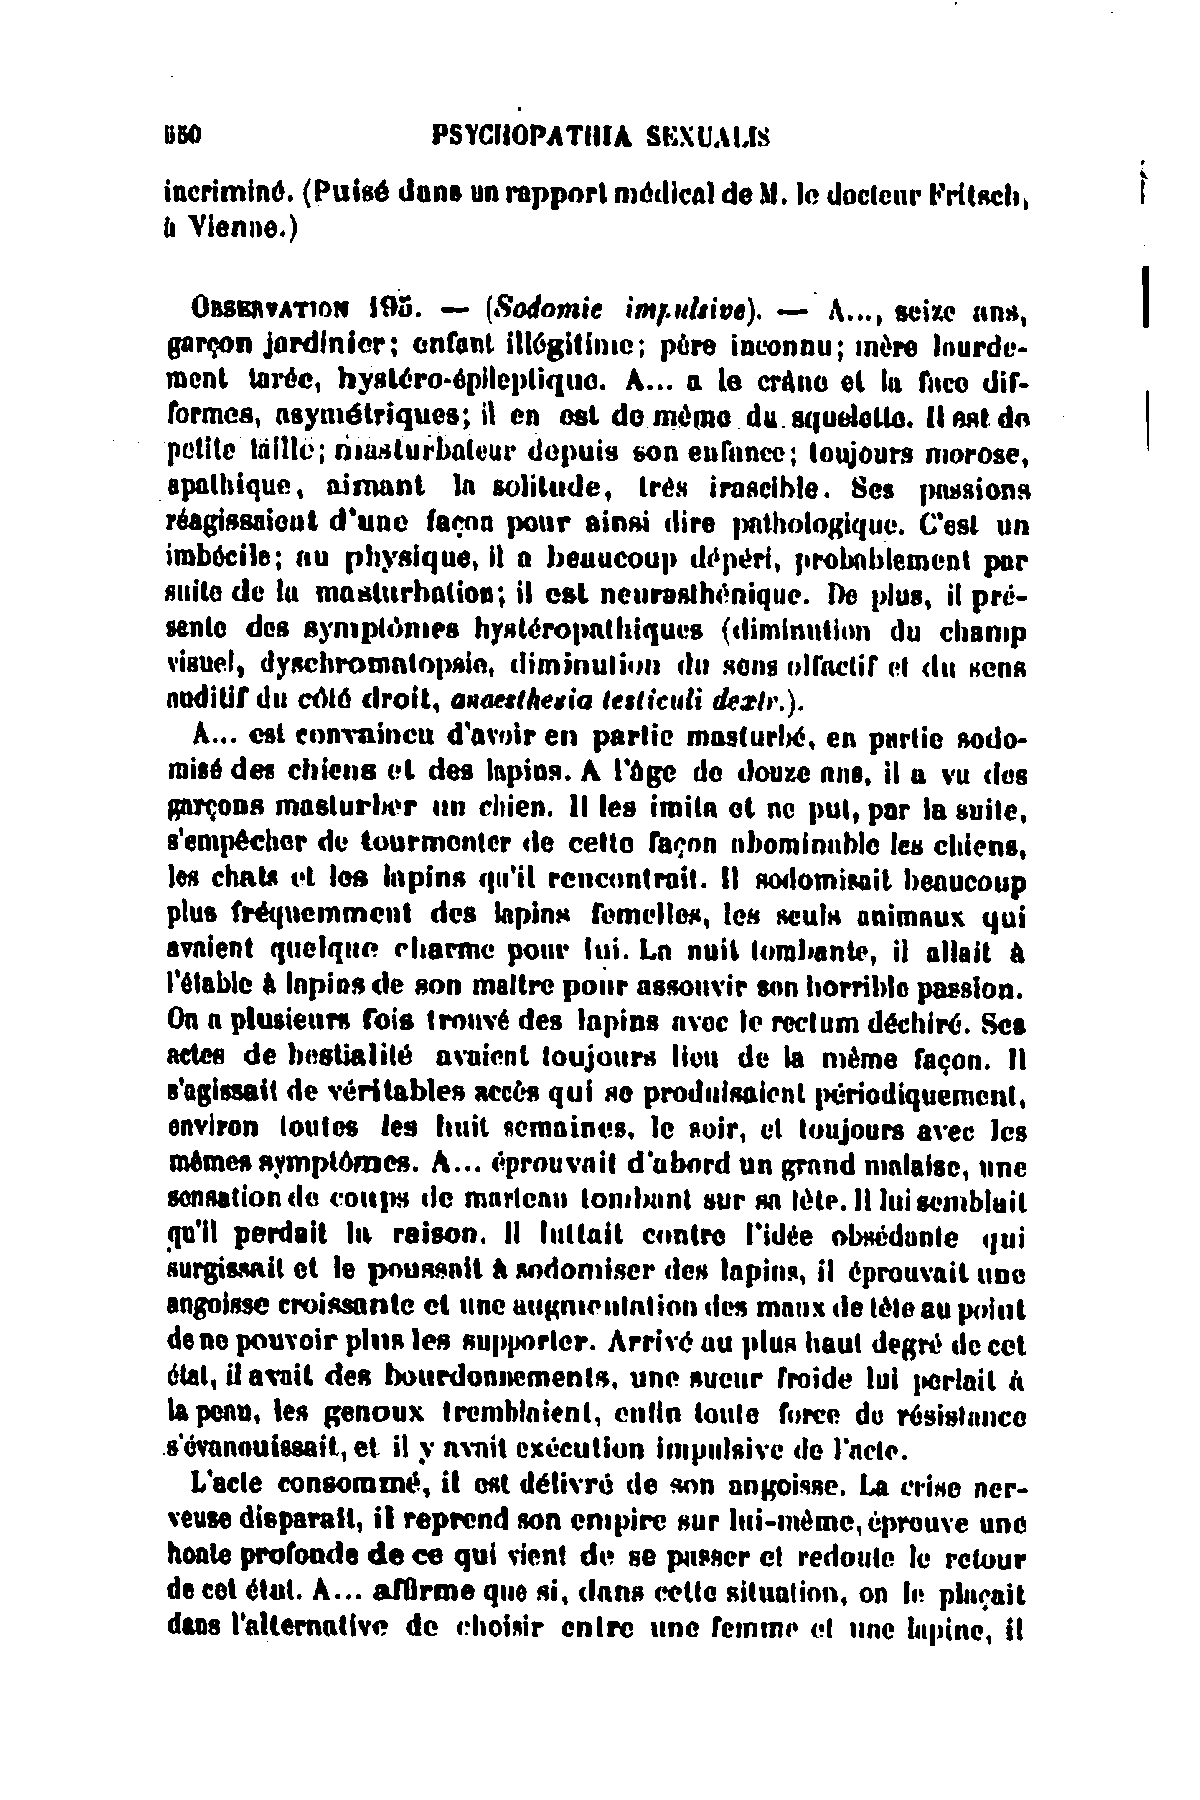 550 PSYCHOPATHIA SEXUALIS
incriminé. (Puisé dans un rapport médical de M. le docteur Fritsch,
à Vienne.)
OBSERVATION 195. — (Sodomie impulsive). — A..., seize ans,
garçon jardinier; enfant illégitime; père inconnu; mère lourde-
ment tarée, hystéro-épileptique. A... a le crâne et la face dif-
formes, asymétriques; il en est de même du squelette. Il est de
petite taille; masturbateur depuis son enfance; toujours morose,
apathique, aimant la solitude, très irascible. Ses passions
réagissaient d'une façon pour ainsi dire pathologique. C'est un
imbécile; au physique, il a beaucoup dépéri, probablement par
suite de la masturbation; il est neurasthénique. De plus, il pré-
sente des symptômes hystéropathiques (diminution du champ
visuel, dyschromatopsie, diminution du sens olfactif et du sens
auditif du côté droit, anaesthesia testiculi dextr.).
A... est convaincu d'avoir en partie masturbé, en partie sodo-
misé des chiens et des lapins. A l'âge de douze ans, il a vu des
garçons masturber un chien. Il les imita et ne put, par la suite,
s'empêcher de tourmenter de cette façon abominable les chiens,
les chats et les lapins qu'il rencontrait. Il sodomisait beaucoup
plus fréquemment des lapins femelles, les seuls animaux qui
avaient quelque charme pour lui. La nuit tombante, il allait à
l'étable à lapins de son maître pour assouvir son horrible passion.
On a plusieurs fois trouvé des lapins avec le rectum déchiré. Ses
actes de bestialité avaient toujours lieu de la même façon. Il
s'agissait de véritables accès qui se produisaient périodiquement,
environ toutes les huit semaines, le soir, et toujours avec les
mêmes symptômes. A... éprouvait d'abord un grand malaise, une
sensation de coups de marteau tombant sur sa tête. Il lui semblait
qu'il perdait la raison. Il luttait contre l'idée obsédante qui
surgissait et le poussait à sodomiser des lapins, il éprouvait une
angoisse croissante et une augmentation des maux de tête au point
de ne pouvoir plus les supporter. Arrivé au plus haut degré de cet
état, il avait des bourdonnements, une sueur froide lui perlait à
la peau, les genoux tremblaient, enfin toute force de résistance
s'évanouissait, et il y avait exécution impulsive de l'acte.
L'acte consommé, il est délivré de son angoisse. La crise ner-
veuse disparaît, il reprend son empire sur lui-même, éprouve une
honte profonde de ce qui vient de se passer et redoute le retour
de cet état. A... affirme que si, dans cette situation, on le plaçait
dans l'alternative de choisir entre une femme et une lapine, il